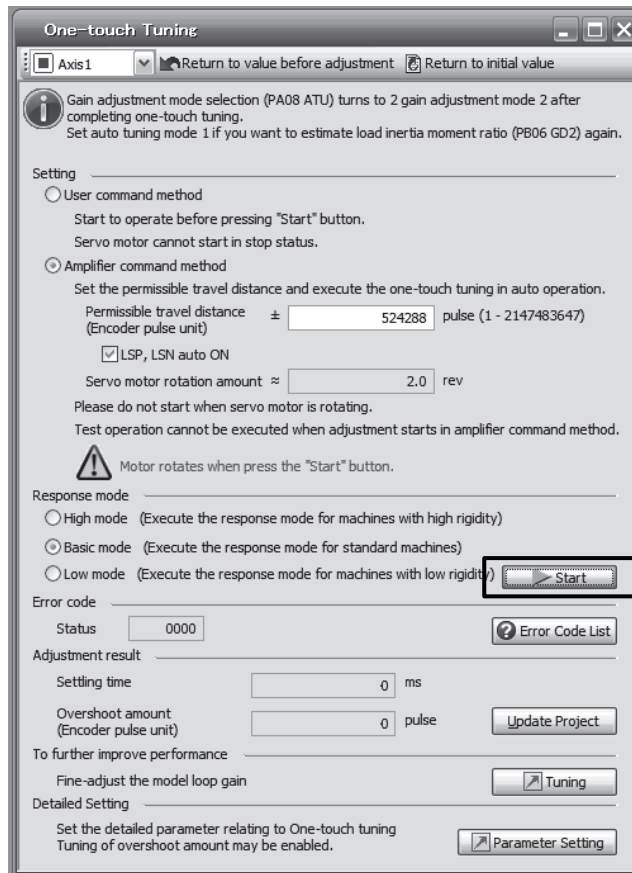 One-touch Tuning
Axis1 Return to value before adjustment Return to initial value
Gain adjustment mode selection (PA08 ATU) turns to 2 gain adjustment mode 2 after
completing one-touch tuning.
Set auto tuning mode 1 if you want to estimate load inertia moment ratio (PB06 GD2) again.
Setting
User command method
Start to operate before pressing "Start" button.
Servo motor cannot start in stop status.
Amplifier command method
Set the permissible travel distance and execute the one-touch tuning in auto operation.
Permissible travel distance ± 524288 pulse (1 - 2147483647)
(Encoder pulse unit)
LSP, LSN auto ON
Servo motor rotation amount ≈ 2.0 rev
Please do not start when servo motor is rotating.
Test operation cannot be executed when adjustment starts in amplifier command method.
Motor rotates when press the "Start" button.
Response mode
High mode (Execute the response mode for machines with high rigidity)
Basic mode (Execute the response mode for standard machines)
Low mode (Execute the response mode for machines with low rigidity) Start
Error code
Status 0000 Error Code List
Adjustment result
Settling time 0 ms
Overshoot amount 0 pulse Update Project
(Encoder pulse unit)
To further improve performance
Fine-adjust the model loop gain Tuning
Detailed Setting
Set the detailed parameter relating to One-touch tuning
Tuning of overshoot amount may be enabled. Parameter Setting